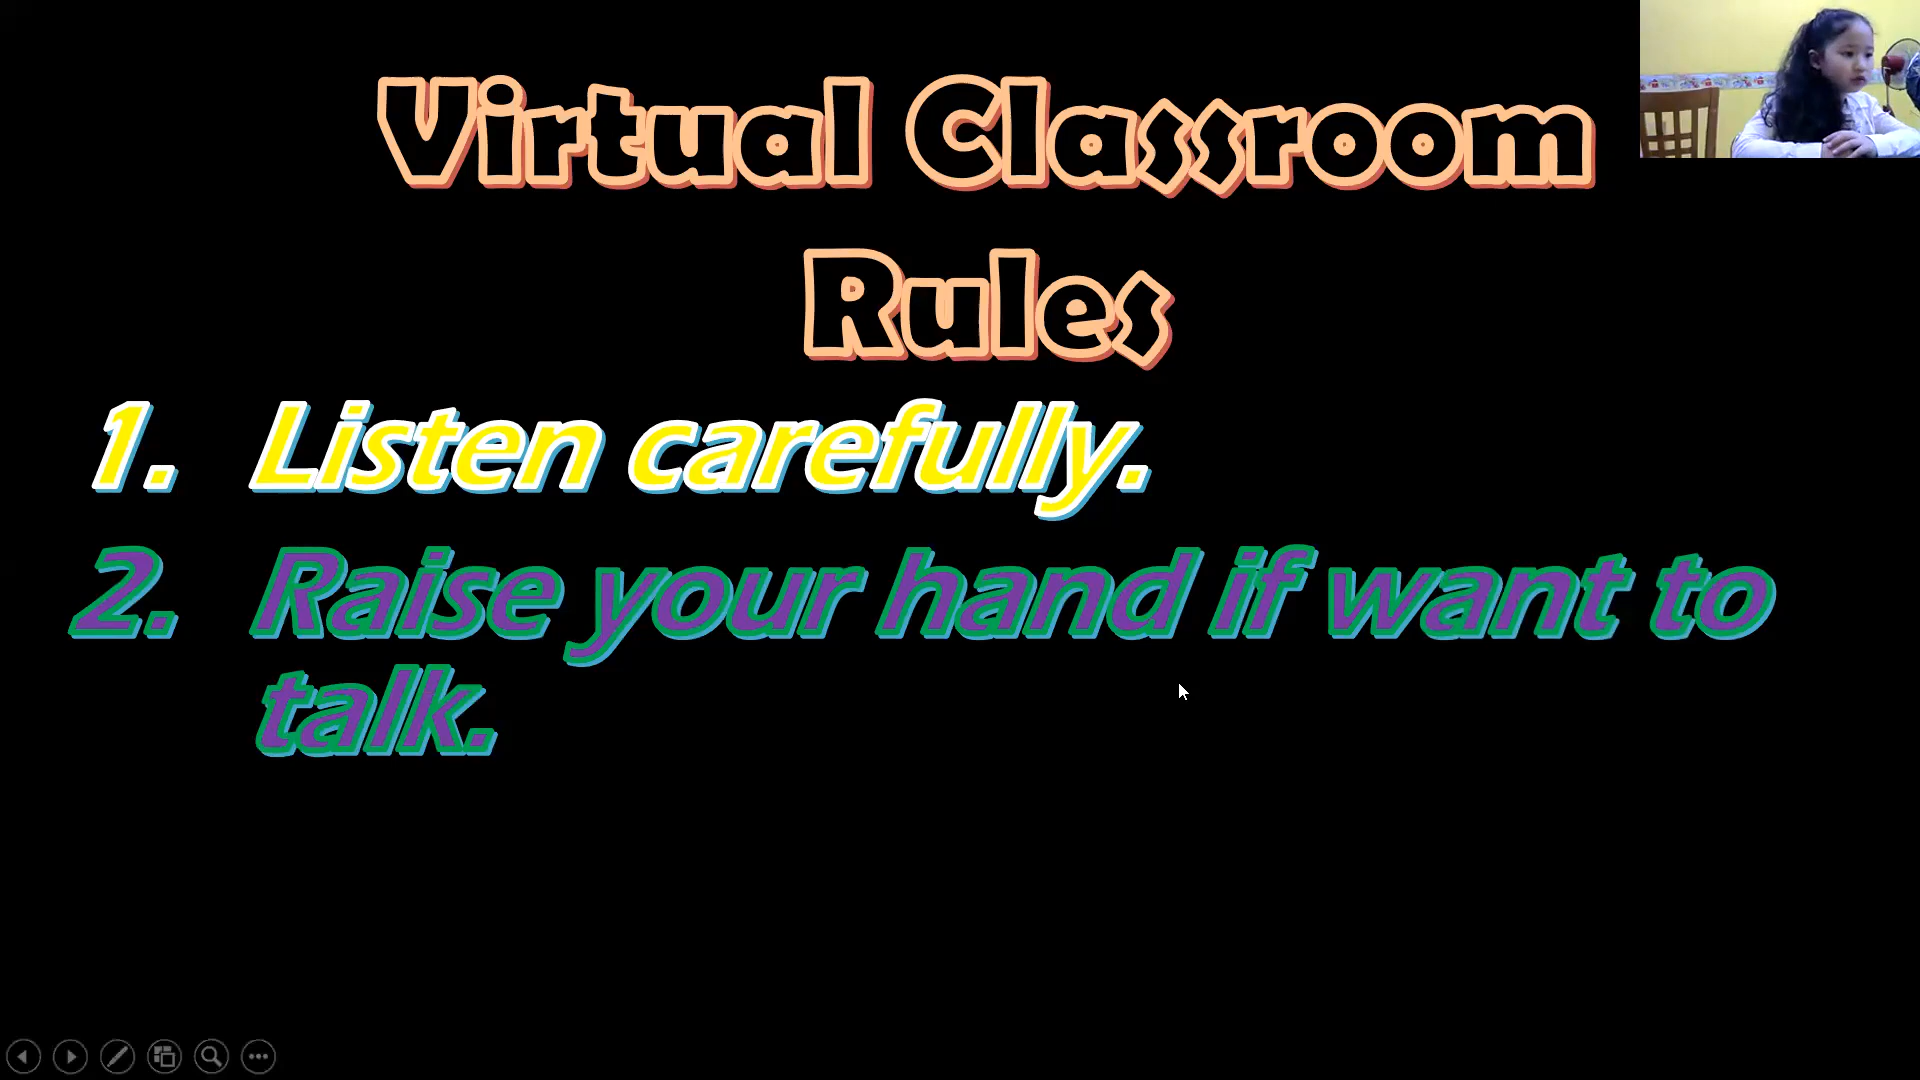 Virtual Classroom
Rules
1. Listen carefully.
2. Raise your hand if want to
talk.